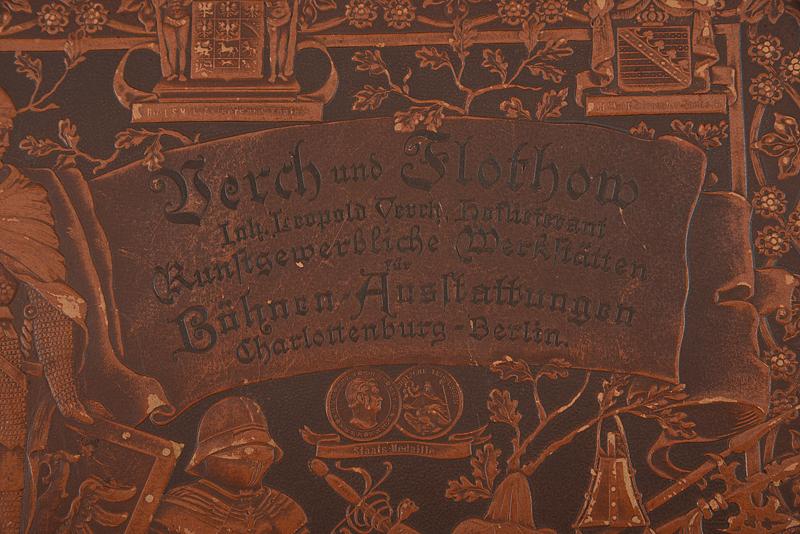 Verch und Flothow
Inh. Leopold Verch, Hoflieferant
Kunstgewerbliche Werkstätten
für
Bühnen-Ausstattungen
Charlottenburg-Berlin.
Staats-Medaille